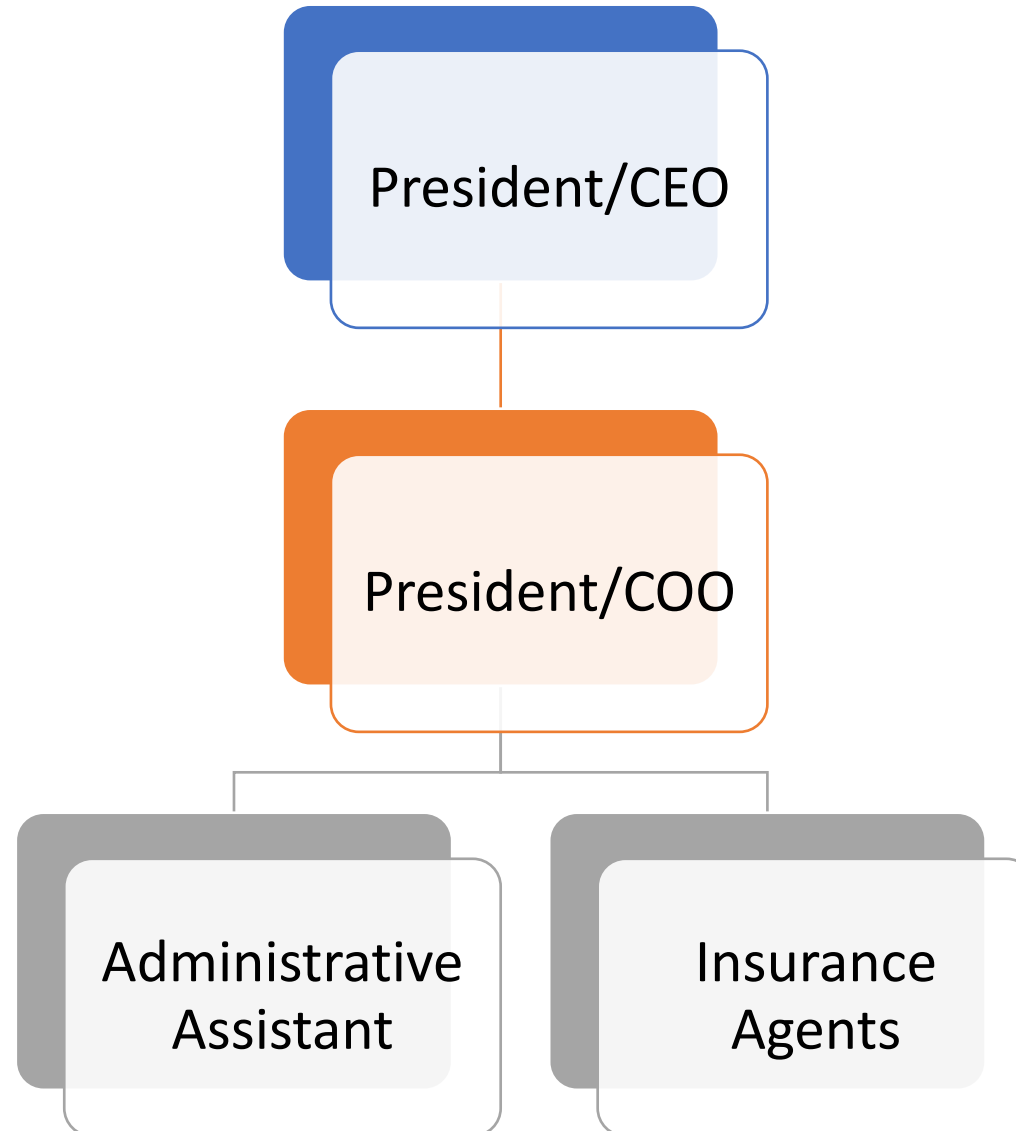 President/CEO
President/COO
Administrative
Assistant
Insurance
Agents